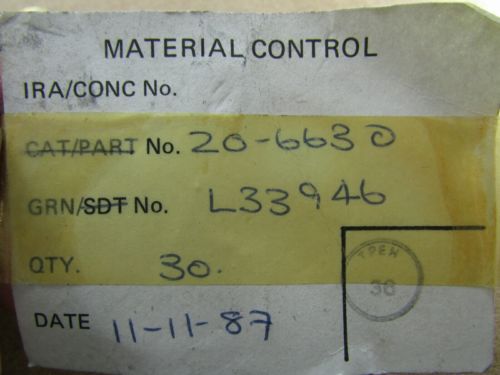 MATERIAL CONTROL
IRA/CONC No.
CAT/PART No. 20-6630
GRN/SDT No. L33946
QTY. 30.
DATE 11-11-87